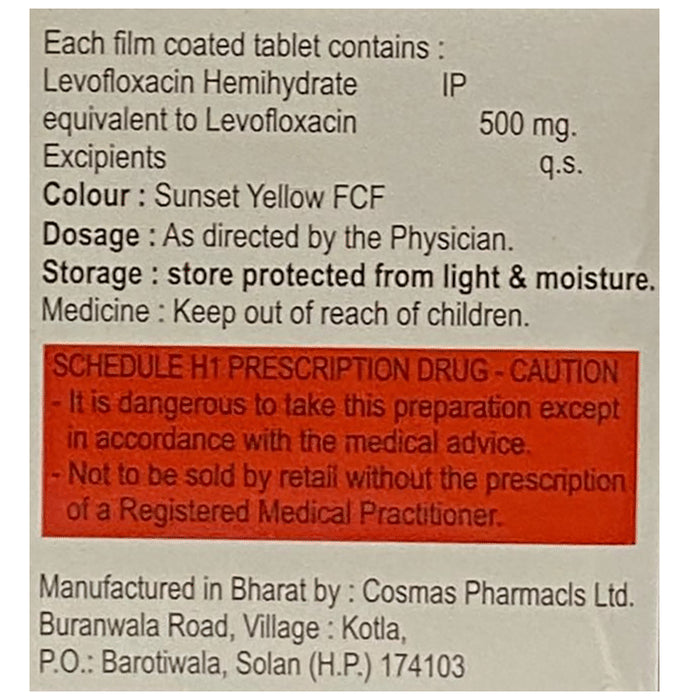 Each film coated tablet contains :
Levofloxacin Hemihydrate IP
equivalent to Levofloxacin 500 mg.
Excipients q.s.
Colour : Sunset Yellow FCF
Dosage : As directed by the Physician.
Storage : store protected from light & moisture.
Medicine : Keep out of reach of children.
SCHEDULE H1 PRESCRIPTION DRUG - CAUTION
- It is dangerous to take this preparation except
in accordance with the medical advice.
- Not to be sold by retail without the prescription
of a Registered Medical Practitioner.
Manufactured in Bharat by : Cosmas Pharmacls Ltd.
Buranwala Road, Village : Kotla,
P.O.: Barotiwala, Solan (H.P.) 174103